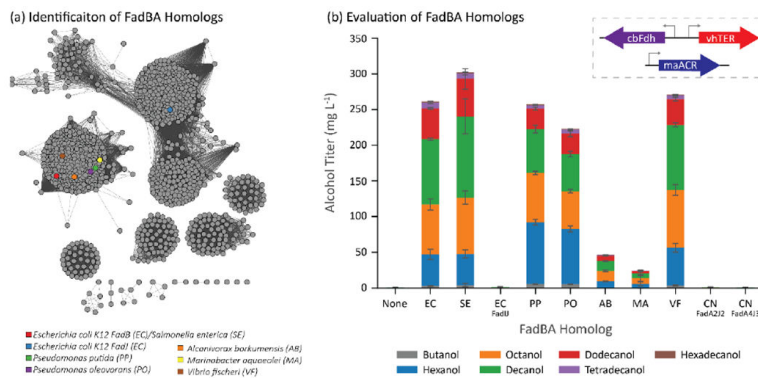 (a) Identificaiton of FadBA Homologs
Escherichia coli K12 FadB (EC)/Salmonella enterica (SE)
Escherichia coli K12 FadJ (EC)
Pseudomonas putida (PP)
Pseudomonas oleovorans (PO)
Alcanivorax borkumensis (AB)
Marinobacter aquaeolei (MA)
Vibrio fischeri (VF)
(b) Evaluation of FadBA Homologs
cbFdh
vhTER
maACR
Alcohol Titer (mg L⁻¹)
350
300
250
200
150
100
50
0
None EC SE EC PP PO AB MA VF CN CN
FadIJ FadA2J2 FadA4J3
FadBA Homolog
Butanol Octanol Dodecanol Hexadecanol
Hexanol Decanol Tetradecanol